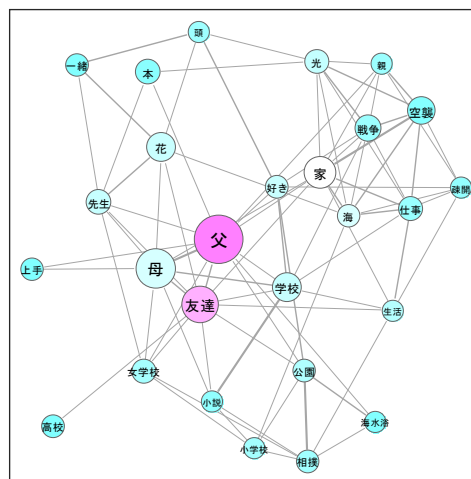 頭
一緒
本
光
親
空襲
戦争
花
家
好き
疎開
先生
海
仕事
父
上手
母
学校
友達
生活
女学校
公園
小説
海水浴
高校
小学校
相撲